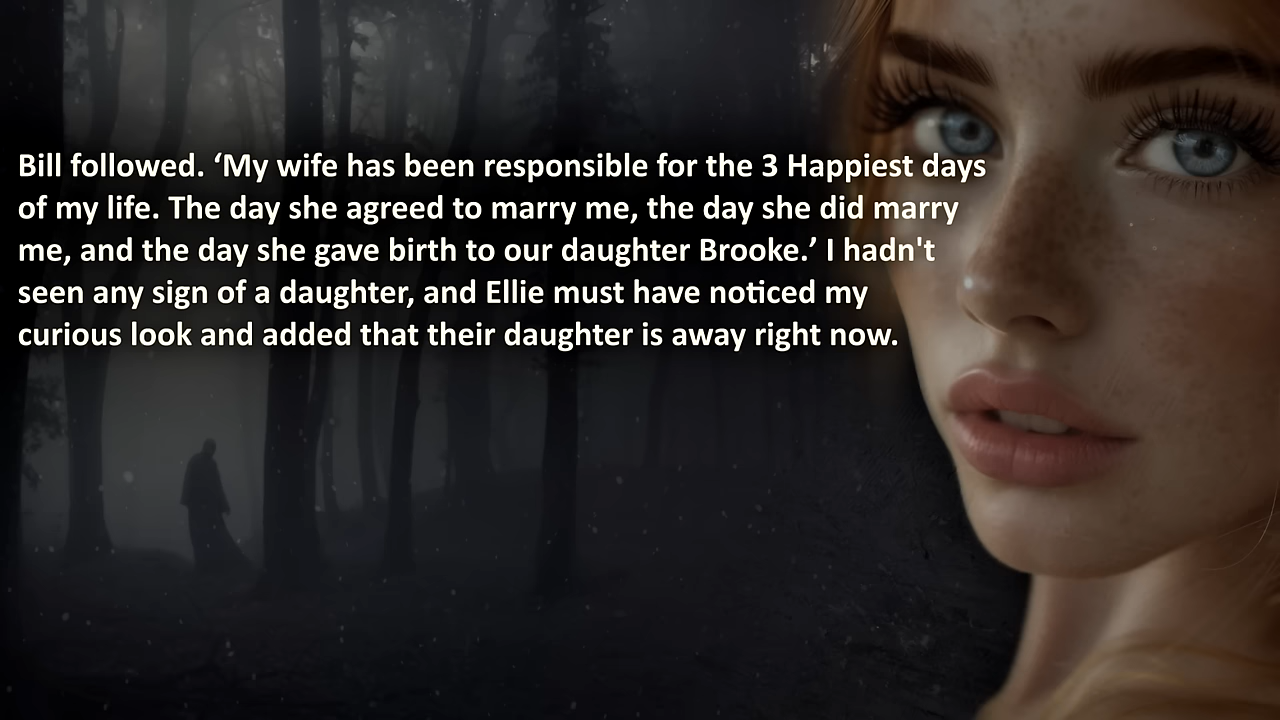 Bill followed. ‘My wife has been responsible for the 3 Happiest days
of my life. The day she agreed to marry me, the day she did marry
me, and the day she gave birth to our daughter Brooke.’ I hadn't
seen any sign of a daughter, and Ellie must have noticed my
curious look and added that their daughter is away right now.